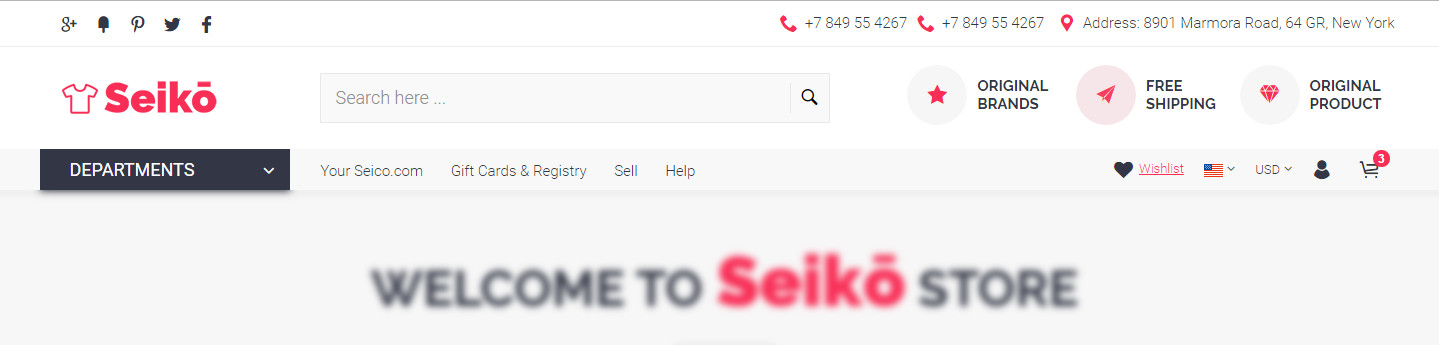 +7 849 55 4267 +7 849 55 4267 Address: 8901 Marmora Road, 64 GR, New York
Seikō
Search here ...
ORIGINAL
BRANDS
FREE
SHIPPING
ORIGINAL
PRODUCT
DEPARTMENTS
Your Seico.com Gift Cards & Registry Sell Help
Wishlist USD 3
WELCOME TO Seikō STORE